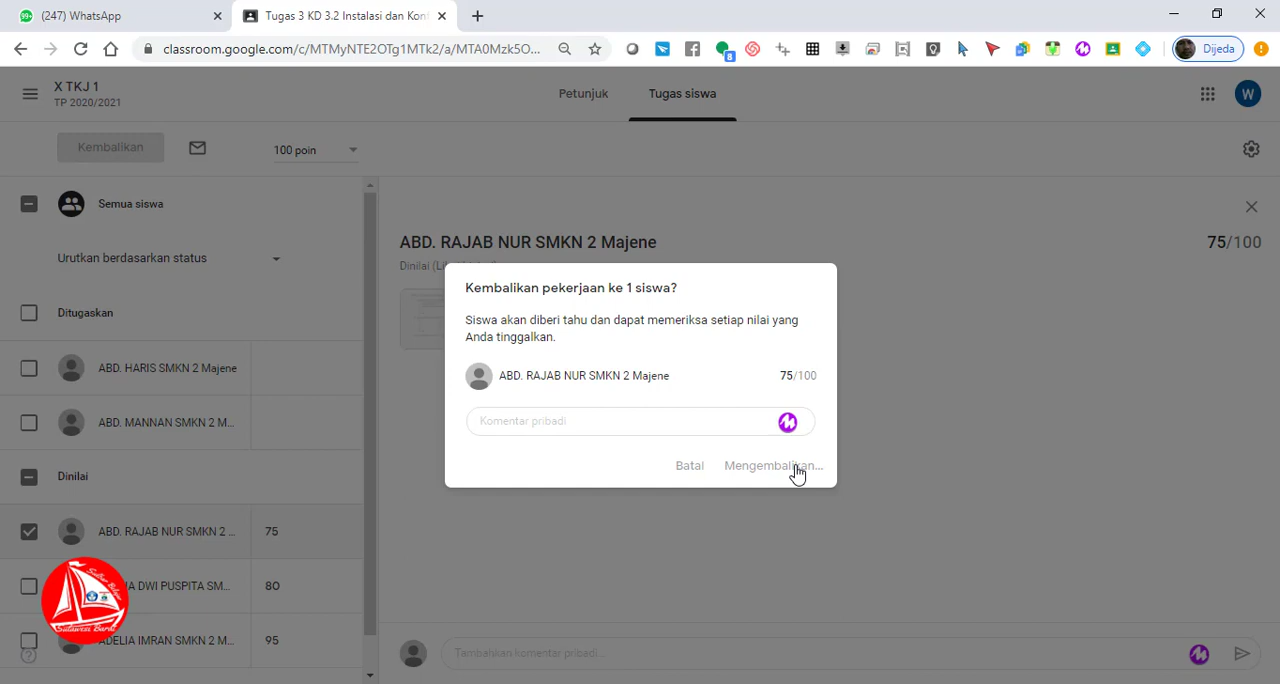 (247) WhatsApp
Tugas 3 KD 3.2 Instalasi dan Kon
classroom.google.com/c/MTMyNTE2OTg1MTk2/a/MTA0Mzk5O...
8
Dijeda
X TKJ 1
TP 2020/2021
Petunjuk
Tugas siswa
W
Kembalikan
100 poin
Semua siswa
Urutkan berdasarkan status
ABD. RAJAB NUR SMKN 2 Majene
75/100
Dinilai
Kembalikan pekerjaan ke 1 siswa?
Siswa akan diberi tahu dan dapat memeriksa setiap nilai yang
Anda tinggalkan.
ABD. RAJAB NUR SMKN 2 Majene
75/100
Komentar pribadi
Batal
Mengembalikan...
Ditugaskan
ABD. HARIS SMKN 2 Majene
ABD. MANNAN SMKN 2 M...
Dinilai
ABD. RAJAB NUR SMKN 2 ...
75
A DWI PUSPITA SM...
80
ADELIA IMRAN SMKN 2 M...
95
Sulawesi Barat
Tambahkan komentar pribadi...